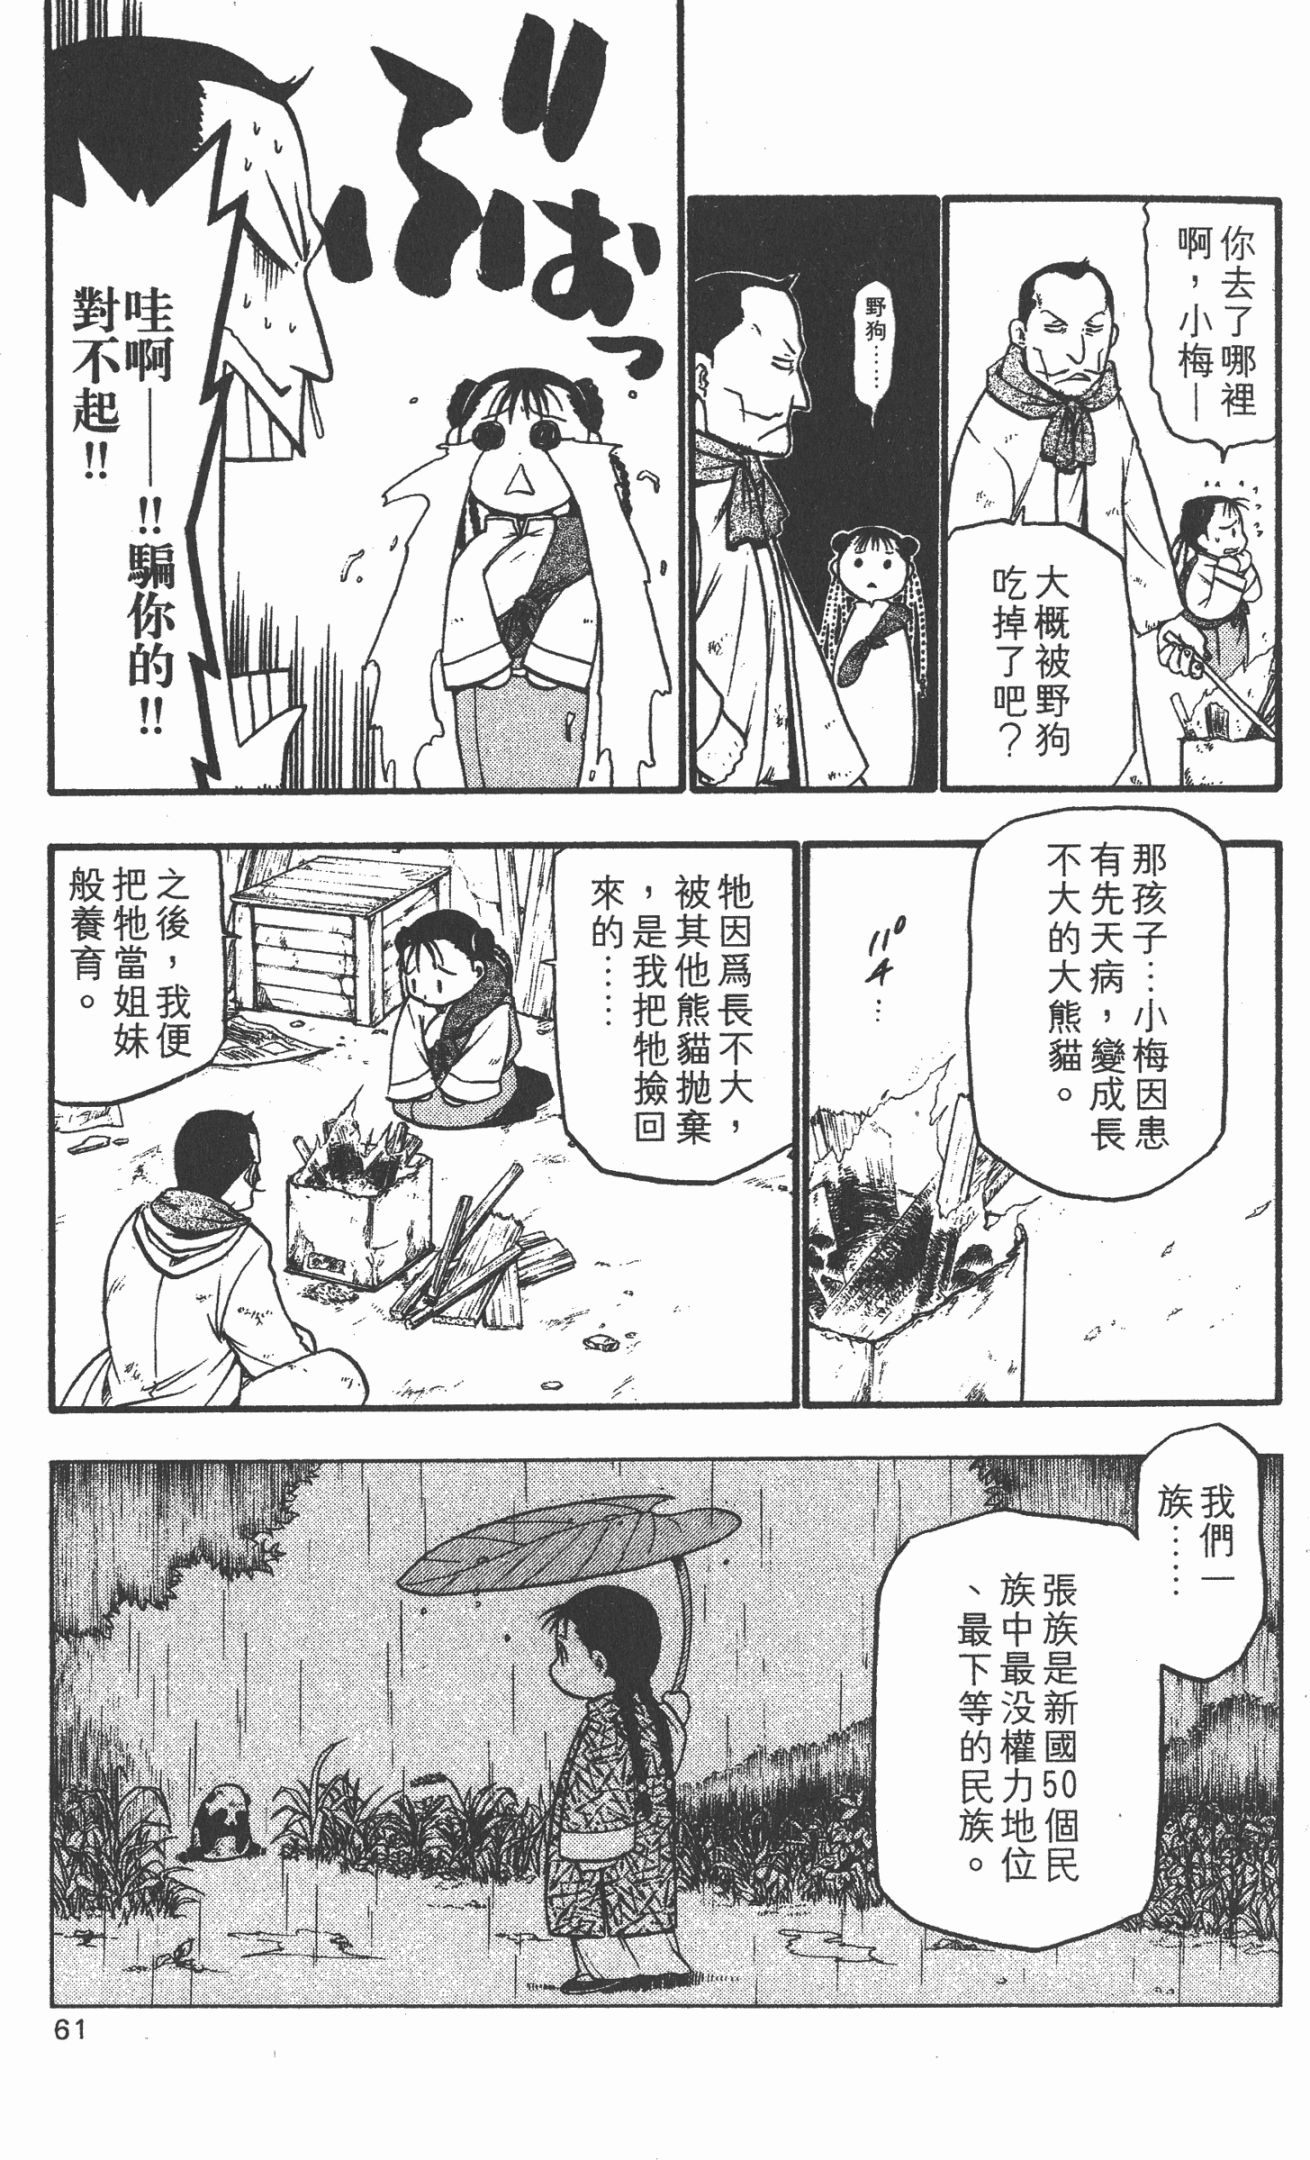 你去了哪裡
啊，小梅—
大概被野狗
吃掉了吧？
野狗……
ぶおっ
哇啊——!!騙你的!!
對不起!!
那孩子…小梅因患
有先天病，變成長
不大的大熊貓。
パチ…
牠因爲長不大，
被其他熊貓拋棄
，是我把牠撿回
來的……
之後，我便
把牠當姐妹
般養育。
我們一
族……
張族是新國50個民
族中最没權力地位
、最下等的民族。
61